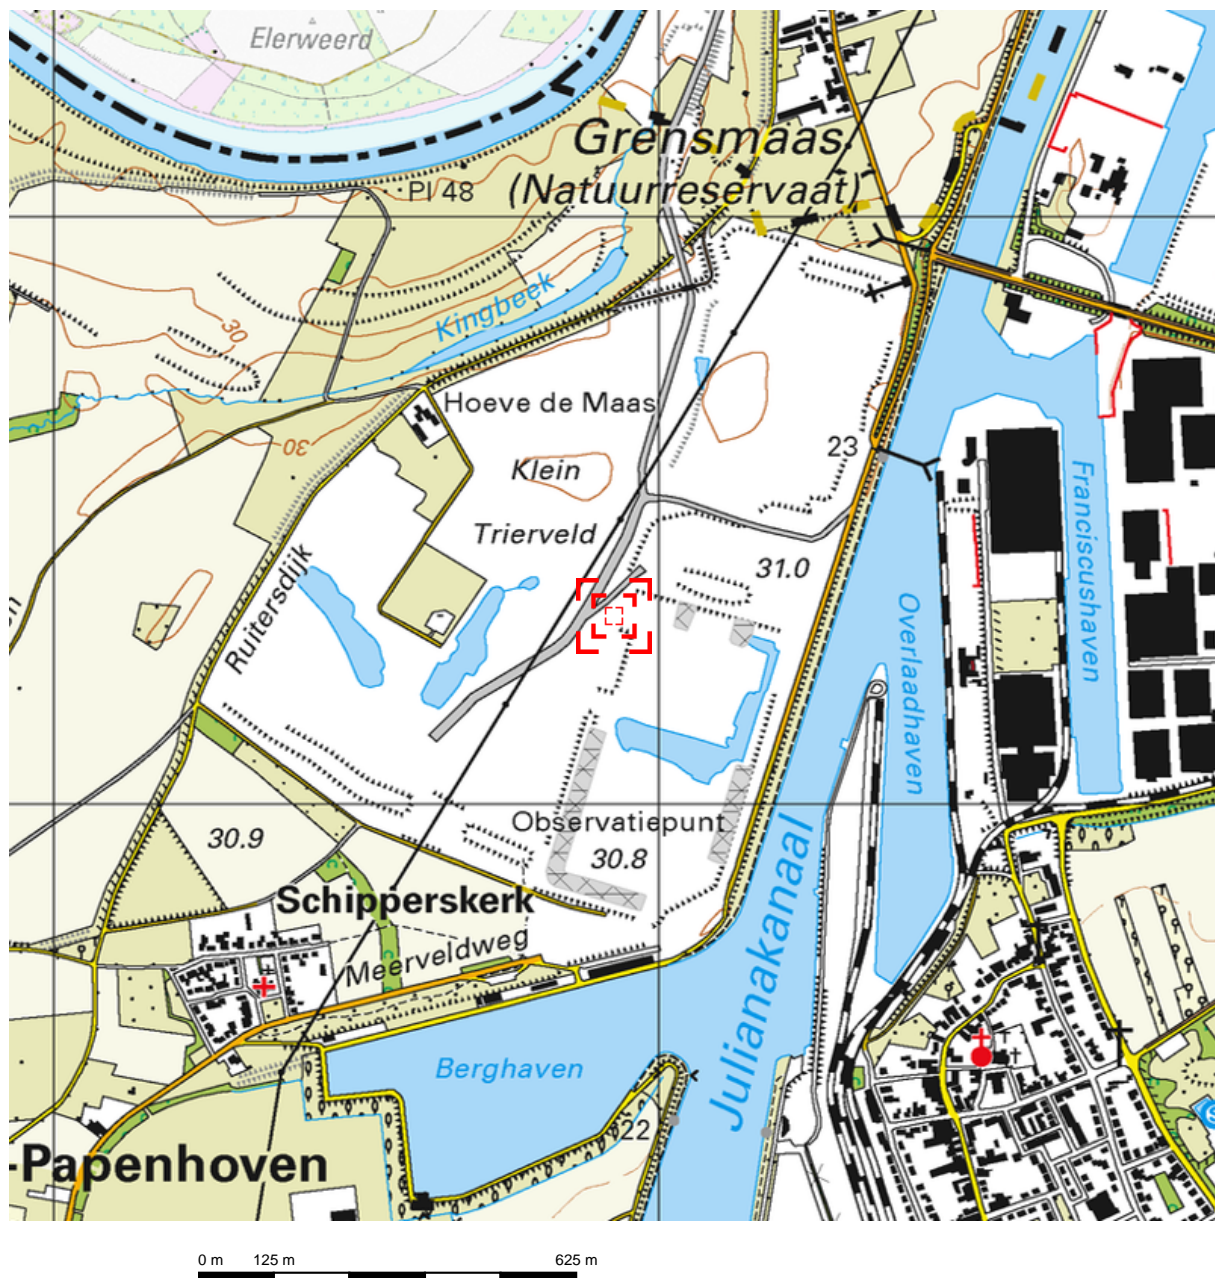 Elerweerd
Grensmaas
(Natuurreservaat)
Pl 48
Kingbeek
30
Hoeve de Maas
30
Klein
23
Trierveld
31.0
Franciscushaven
Ruitersdijk
Overlaadhaven
Observatiepunt
30.9
30.8
Schipperskerk
Meerveldweg
Julianakanaal
Berghaven
22
-Papenhoven
0 m 125 m 625 m